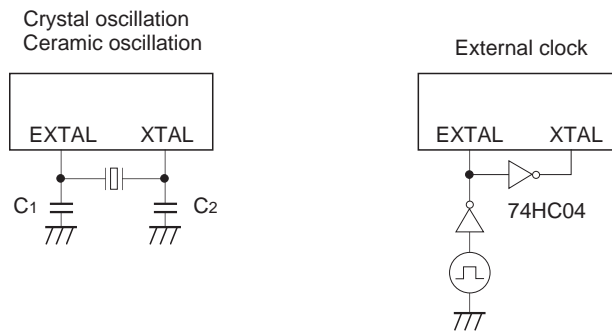 Crystal oscillation
Ceramic oscillation
EXTAL XTAL
C1 C2
External clock
EXTAL XTAL
74HC04